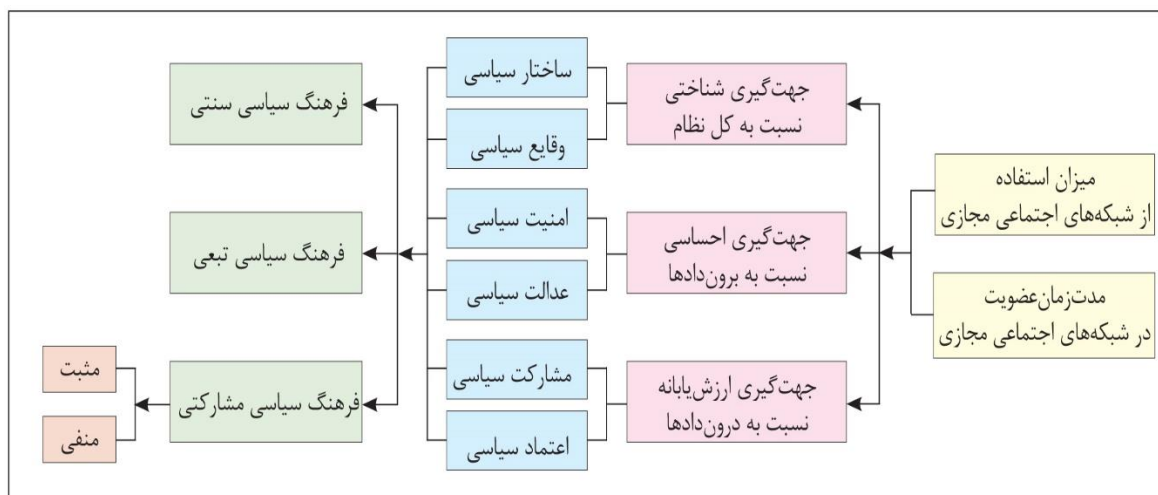 میزان استفاده
از شبکه‌های اجتماعی مجازی
مدت‌زمان‌عضویت
در شبکه‌های اجتماعی مجازی
جهت‌گیری شناختی
نسبت به کل نظام
جهت‌گیری احساسی
نسبت به برون‌دادها
جهت‌گیری ارزش‌یابانه
نسبت به درون‌دادها
ساختار سیاسی
وقایع سیاسی
امنیت سیاسی
عدالت سیاسی
مشارکت سیاسی
اعتماد سیاسی
فرهنگ سیاسی سنتی
فرهنگ سیاسی تبعی
فرهنگ سیاسی مشارکتی
مثبت
منفی